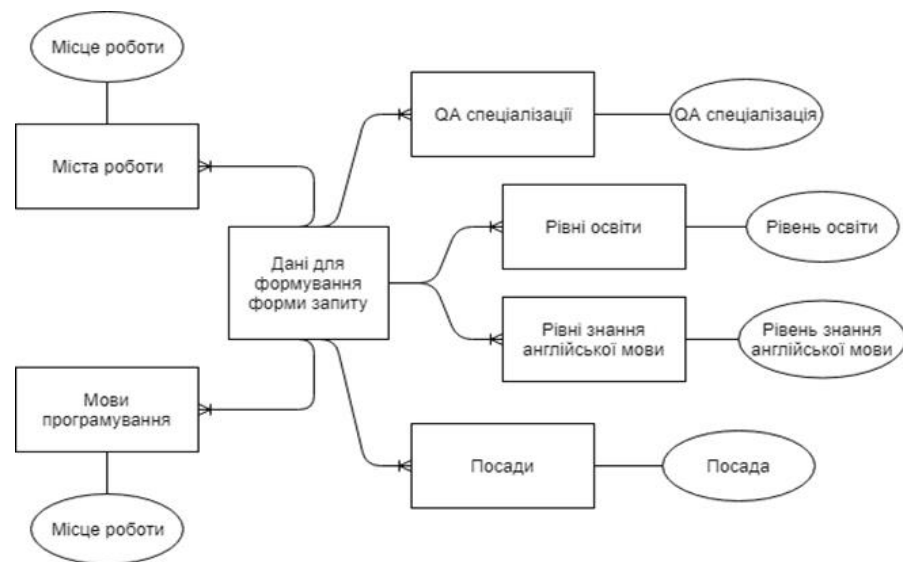 Місце роботи
Міста роботи
QA спеціалізації
QA спеціалізація
Рівні освіти
Рівень освіти
Дані для
формування
форми запиту
Рівні знання
англійської мови
Рівень знання
англійської мови
Мови
програмування
Посади
Посада
Місце роботи